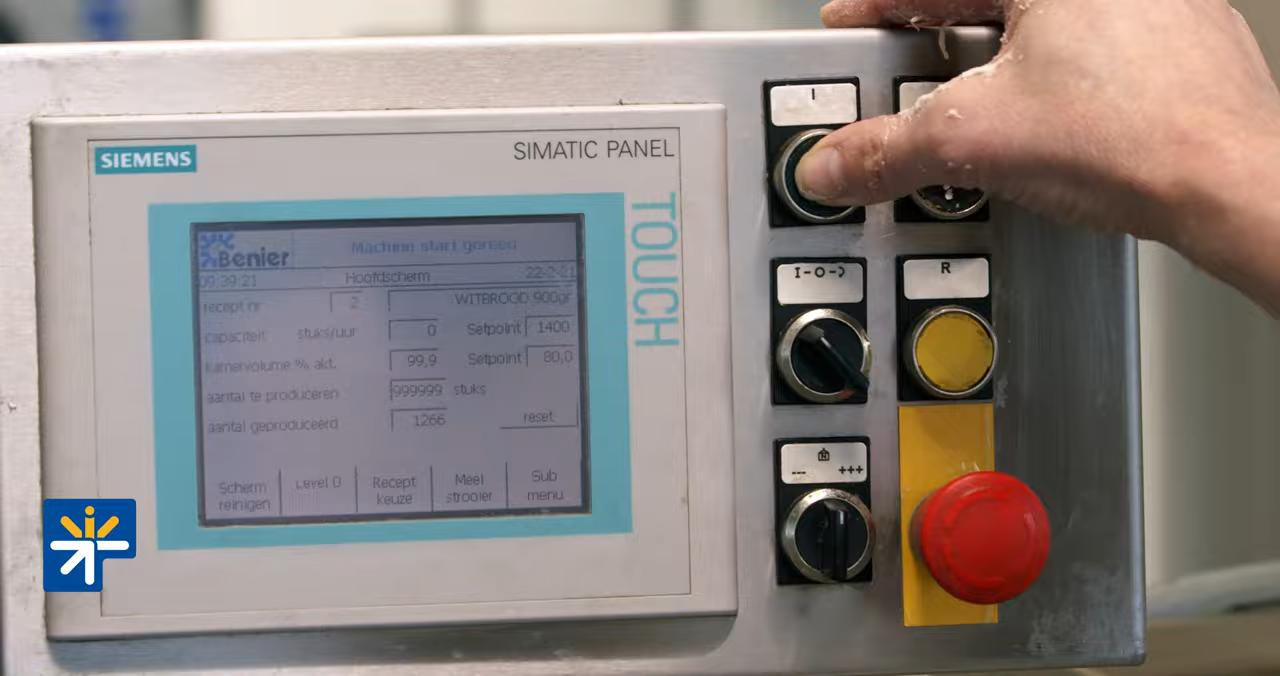 SIEMENS
SIMATIC PANEL
TOUCH
Benier
Machine start gereed
09:39:21 Hoofdscherm 22-2-21
recept nr 2 WITBROOD 900gr
capaciteit stuks/uur 0 Setpoint 1400
kamervolume % akt. 99,9 Setpoint 80,0
aantal te produceren 999999 stuks
aantal geproduceerd 1266 reset
Scherm reinigen
Level 0
Recept keuze
Meel strooier
Sub menu
I
I-O-
R
--- +++